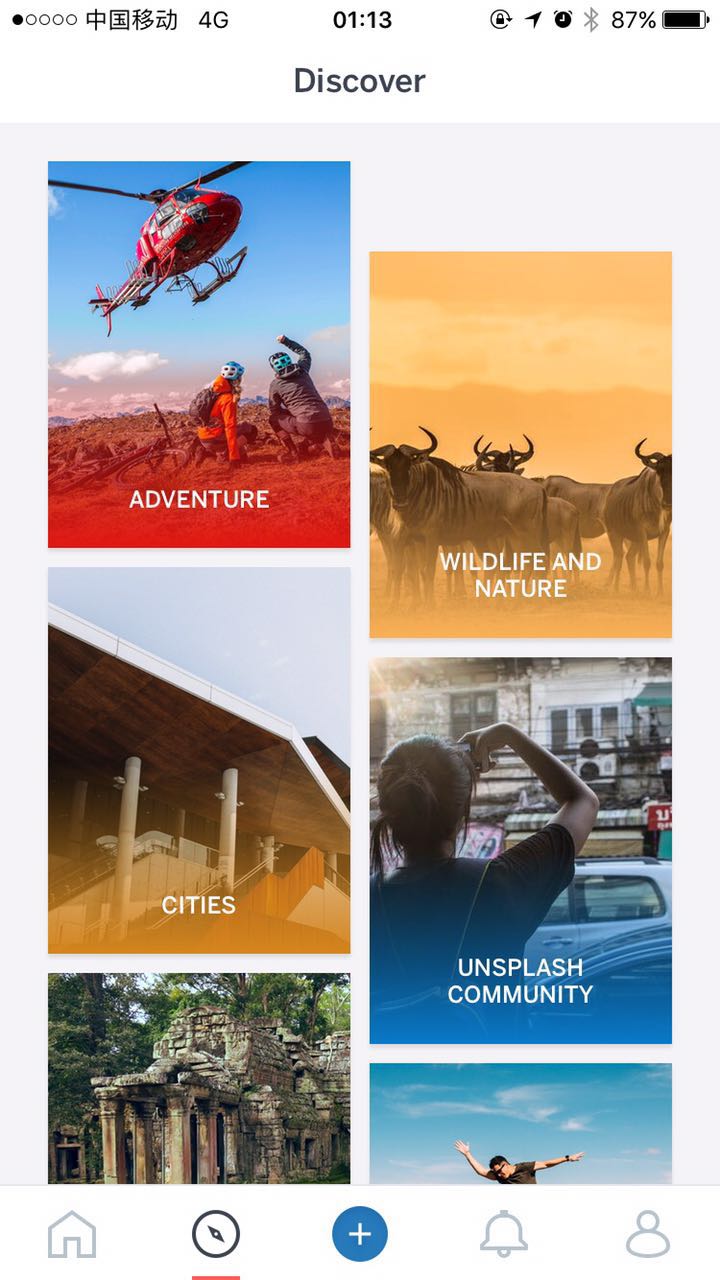 中国移动 4G 01:13 87%
Discover
ADVENTURE
WILDLIFE AND
NATURE
CITIES
UNSPLASH
COMMUNITY